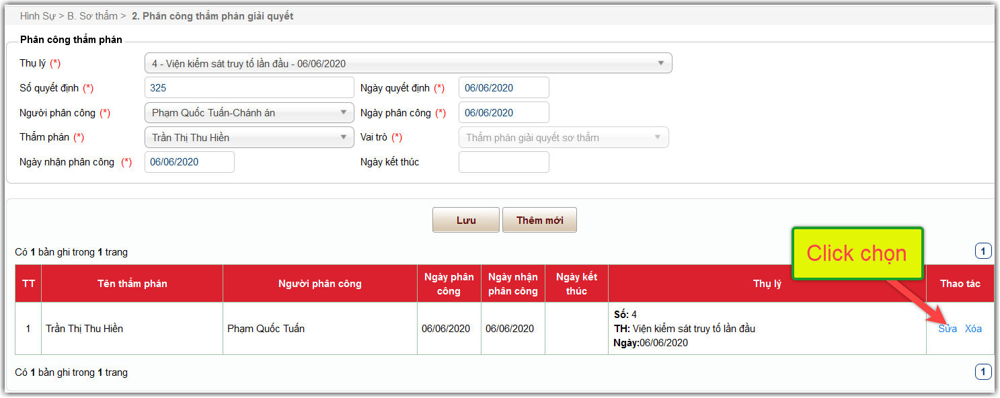 Hình Sự > B. Sơ thẩm > 2. Phân công thẩm phán giải quyết
Phân công thẩm phán
Thụ lý (*) 4 - Viện kiểm sát truy tố lần đầu - 06/06/2020
Số quyết định (*) 325 Ngày quyết định (*) 06/06/2020
Người phân công (*) Phạm Quốc Tuấn-Chánh án Ngày phân công (*) 06/06/2020
Thẩm phán (*) Trần Thị Thu Hiền Vai trò (*) Thẩm phán giải quyết sơ thẩm
Ngày nhận phân công (*) 06/06/2020 Ngày kết thúc
Lưu Thêm mới
Click chọn
Có 1 bản ghi trong 1 trang 1
TT Tên thẩm phán Người phân công Ngày phân công Ngày nhận phân công Ngày kết thúc Thụ lý Thao tác
1 Trần Thị Thu Hiền Phạm Quốc Tuấn 06/06/2020 06/06/2020 Số: 4
TH: Viện kiểm sát truy tố lần đầu
Ngày:06/06/2020
Sửa Xóa
Có 1 bản ghi trong 1 trang 1